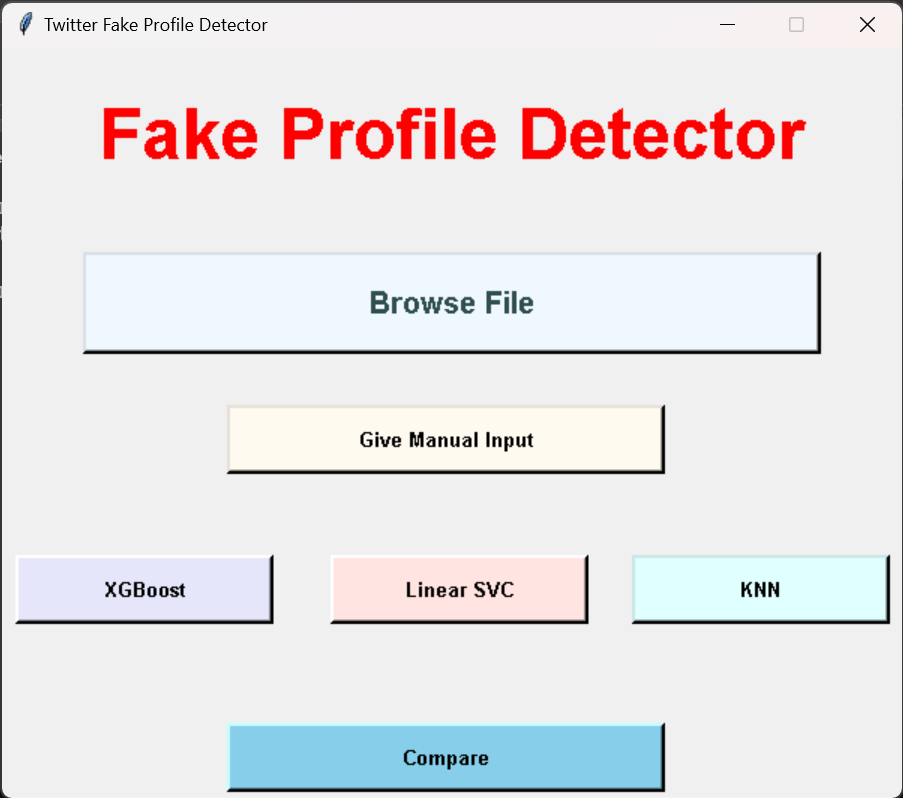 Twitter Fake Profile Detector
Fake Profile Detector
Browse File
Give Manual Input
XGBoost
Linear SVC
KNN
Compare